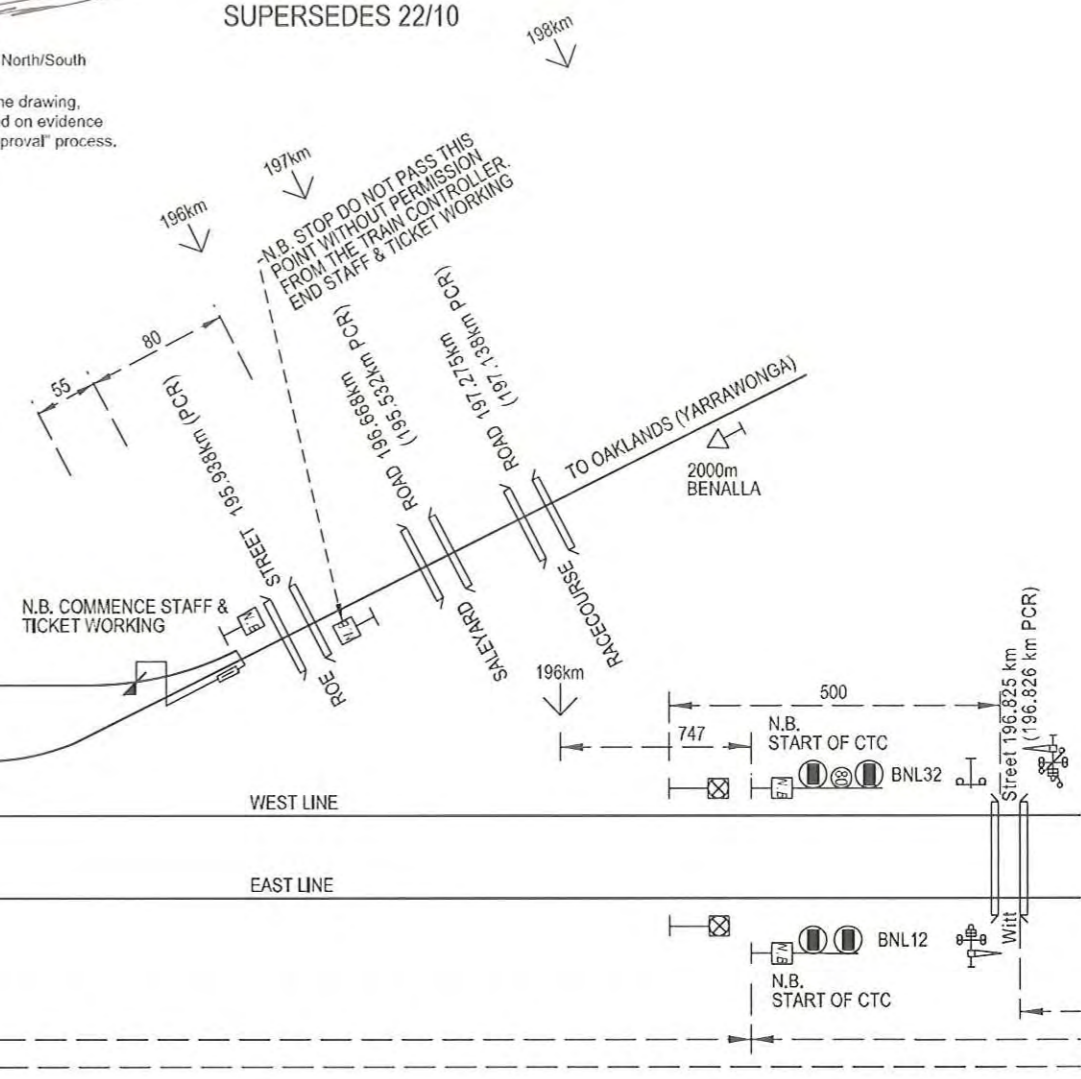 SUPERSEDES 22/10
North/South
ne drawing,
d on evidence
proval" process.
196km
197km
198km
N.B. STOP DO NOT PASS THIS
POINT WITHOUT PERMISSION
FROM THE TRAIN CONTROLLER.
END STAFF & TICKET WORKING
55
80
ROE STREET 195.938km (PCR)
SALEYARD ROAD 196.668km
(195.532km PCR)
RACECOURSE ROAD 197.275km
(197.138km PCR)
TO OAKLANDS (YARRAWONGA)
2000m
BENALLA
N.B. COMMENCE STAFF &
TICKET WORKING
N.B.
N.B.
196km
500
747
N.B.
START OF CTC
N.B
80
BNL32
Witt Street 196.825 km
(196.826 km PCR)
WEST LINE
EAST LINE
N.B
BNL12
N.B.
START OF CTC